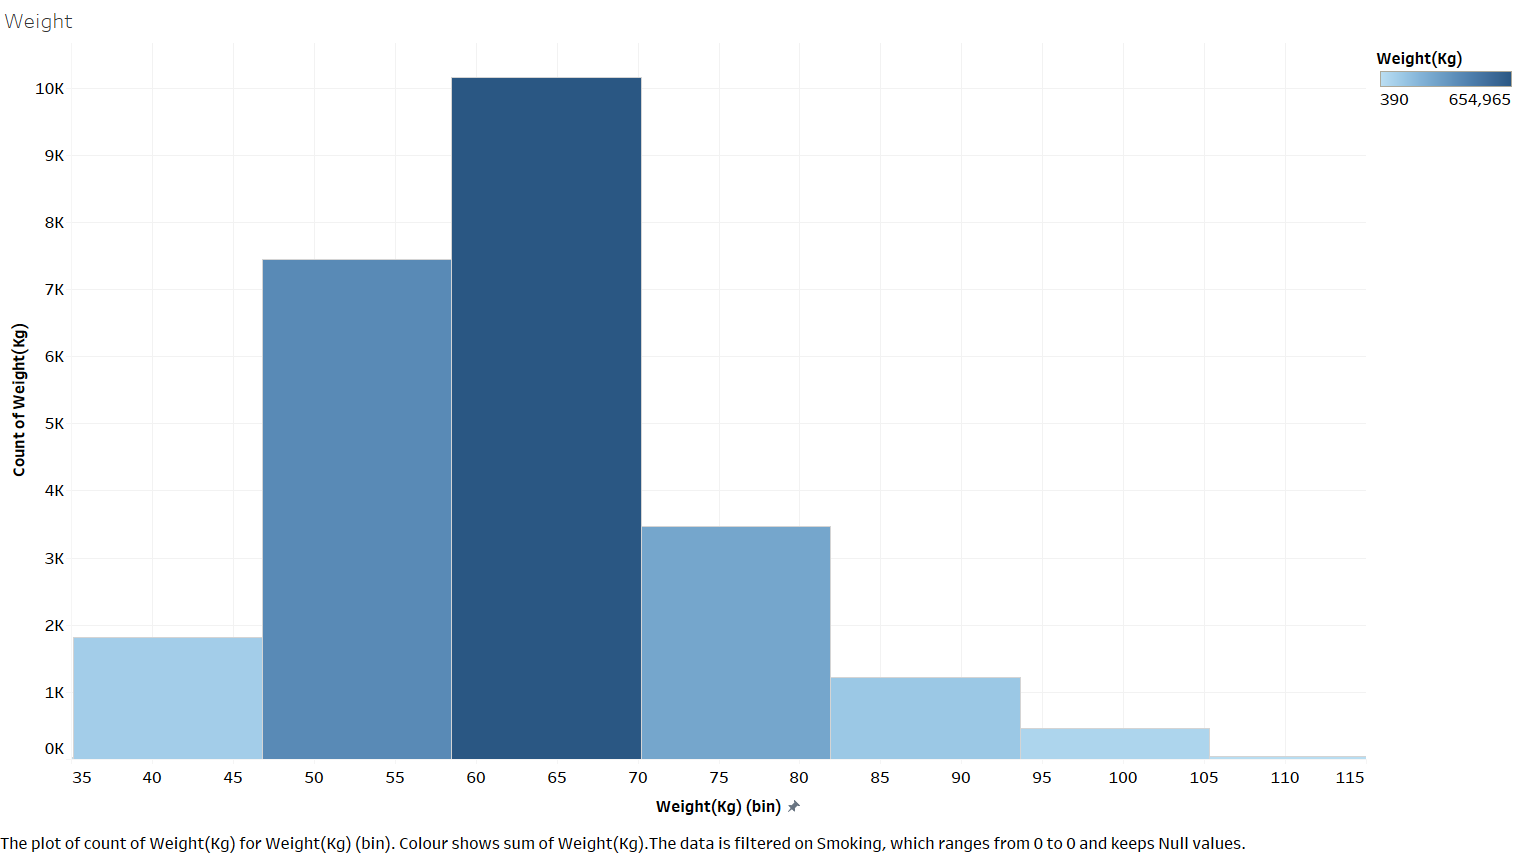 Weight
Weight(Kg)
390 654,965
10K
9K
8K
7K
6K
5K
4K
3K
2K
1K
0K
Count of Weight(Kg)
35 40 45 50 55 60 65 70 75 80 85 90 95 100 105 110 115
Weight(Kg) (bin)
The plot of count of Weight(Kg) for Weight(Kg) (bin). Colour shows sum of Weight(Kg).The data is filtered on Smoking, which ranges from 0 to 0 and keeps Null values.